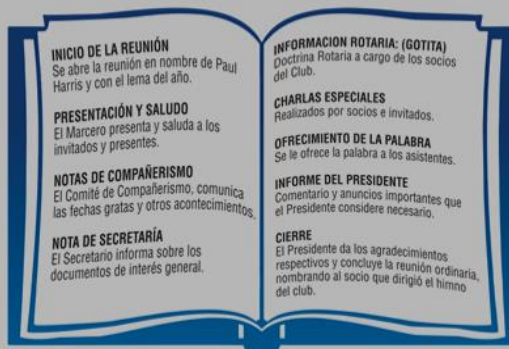 INICIO DE LA REUNIÓN
Se abre la reunión en nombre de Paul
Harris y con el lema del año.
PRESENTACIÓN Y SALUDO
El Marcero presenta y saluda a los
invitados y presentes.
NOTAS DE COMPAÑERISMO
El Comité de Compañerismo, comunica
las fechas gratas y otros acontecimientos.
NOTA DE SECRETARÍA
El Secretario informa sobre los
documentos de interés general.
INFORMACION ROTARIA: (GOTITA)
Doctrina Rotaria a cargo de los socios
del Club.
CHARLAS ESPECIALES
Realizados por socios e invitados.
OFRECIMIENTO DE LA PALABRA
Se le ofrece la palabra a los asistentes.
INFORME DEL PRESIDENTE
Comentario y anuncios importantes que
el Presidente considere necesario.
CIERRE
El Presidente da los agradecimientos
respectivos y concluye la reunión ordinaria,
nombrando al socio que dirigió el himno
del club.